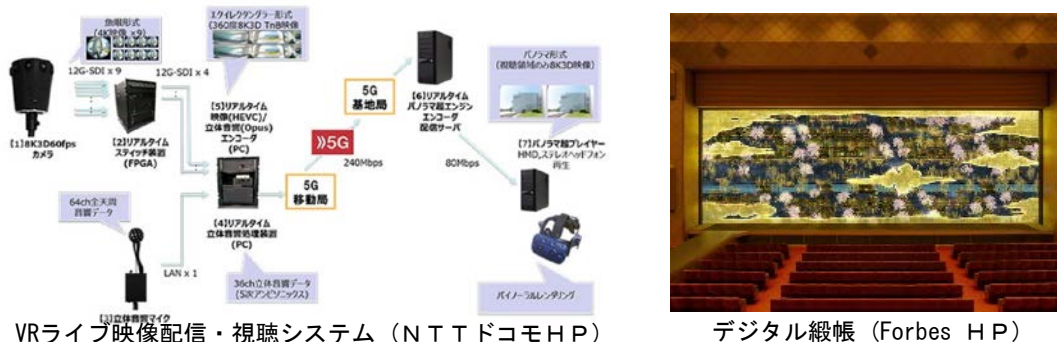 魚眼形式
(4K映像 ×9)
12G-SDI x 9
12G-SDI x 4
[1]8K3D60fps
カメラ
[2]リアルタイム
スティッチ装置
(FPGA)
エクイレクタングラー形式
(360度8K3D TnB映像)
[5]リアルタイム
映像(HEVC)/
立体音響(Opus)
エンコーダ
(PC)
64ch全天周
音響データ
LAN x 1
[3]立体音響マイク
[4]リアルタイム
立体音響処理装置
(PC)
36ch立体音響データ
(5次アンビソニックス)
5G
移動局
5G
240Mbps
5G
基地局
[6]リアルタイム
パノラマ超エンジン
エンコーダ
配信サーバ
80Mbps
パノラマ形式
(視聴領域のみ8K3D映像)
[7]パノラマ超プレイヤー
HMD,ステレオヘッドフォン
再生
バイノーラルレンダリング
VRライブ映像配信・視聴システム（ＮＴＴドコモＨＰ）
デジタル緞帳（Forbes ＨＰ）